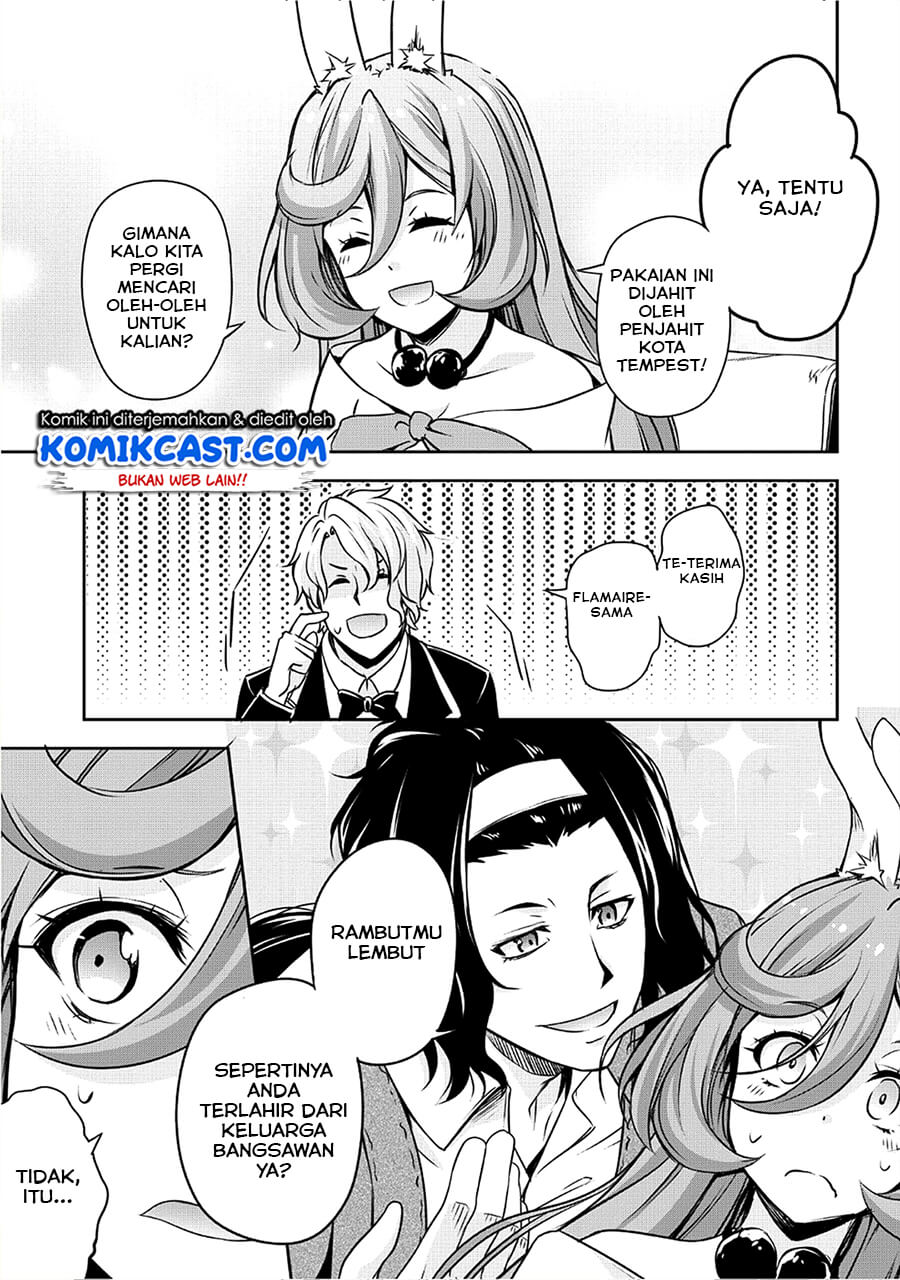 YA, TENTU
SAJA!
PAKAIAN INI
DIJAHIT
OLEH
PENJAHIT
KOTA
TEMPEST!
GIMANA
KALO KITA
PERGI
MENCARI
OLEH-OLEH
UNTUK
KALIAN?
Komik ini diterjemahkan & diedit oleh
KOMIKCAST.COM
BUKAN WEB LAIN!!
TE-TERIMA
KASIH
FLAMAIRE-
SAMA
RAMBUTMU
LEMBUT
SEPERTINYA
ANDA
TERLAHIR DARI
KELUARGA
BANGSAWAN
YA?
TIDAK,
ITU...